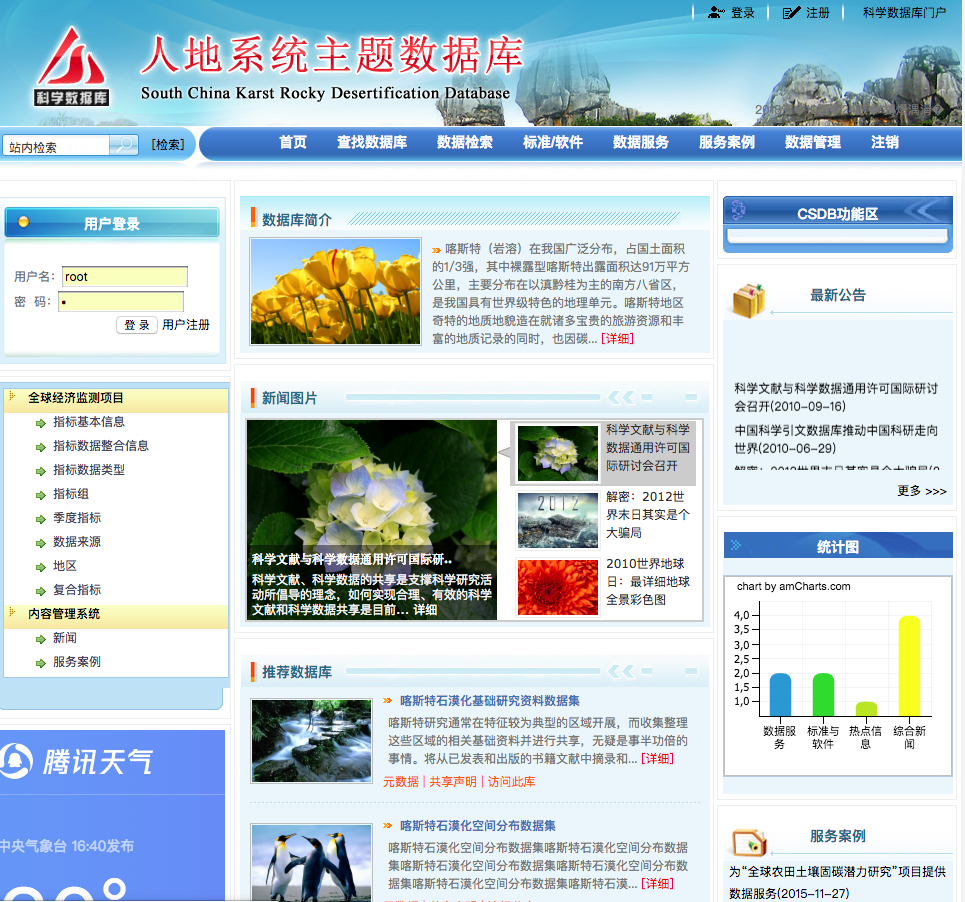 登录
注册
科学数据库门户
人地系统主题数据库
科学数据库
South China Karst Rocky Desertification Database
站内检索
[检索]
首页
查找数据库
数据检索
标准/软件
数据服务
服务案例
数据管理
注销
用户登录
用户名：
root
密 码：
登 录
用户注册
全球经济监测项目
指标基本信息
指标数据整合信息
指标数据类型
指标组
季度指标
数据来源
地区
复合指标
内容管理系统
新闻
服务案例
腾讯天气
中央气象台 16:40发布
数据库简介
喀斯特（岩溶）在我国广泛分布，占国土面积
的1/3强，其中裸露型喀斯特出露面积达91万平方
公里，主要分布在以滇黔桂为主的南方八省区，
是我国具有世界级特色的地理单元。喀斯特地区
奇特的地质地貌造在就诸多宝贵的旅游资源和丰
富的地质记录的同时，也因碳... [详细]
新闻图片
科学文献与科学数据通用许可国际研..
科学文献、科学数据的共享是支撑科学研究活
动所倡导的理念，如何实现合理、有效的科学
文献和科学数据共享是目前... 详细
科学文献与科学
数据通用许可国
际研讨会召开
2012
解密：2012世
界末日其实是个
大骗局
2010世界地球
日：最详细地球
全景彩色图
推荐数据库
喀斯特石漠化基础研究资料数据集
喀斯特研究通常在特征较为典型的区域开展，而收集整理
这些区域的相关基础资料并进行共享，无疑是事半功倍的
事情。将从已发表和出版的书籍文献中摘录和... [详细]
元数据 | 共享声明 | 访问此库
喀斯特石漠化空间分布数据集
喀斯特石漠化空间分布数据集喀斯特石漠化空间分布数据
集喀斯特石漠化空间分布数据集喀斯特石漠化空间分布数
据集喀斯特石漠化空间分布数据集喀斯特石漠... [详细]
CSDB功能区
最新公告
科学文献与科学数据通用许可国际研讨
会召开(2010-09-16)
中国科学引文数据库推动中国科研走向
世界(2010-06-29)
更多 >>>
统计图
chart by amCharts.com
4,0
3,5
3,0
2,5
2,0
1,5
1,0
数据服
务
标准与
软件
热点信
息
综合新
闻
服务案例
为“全球农田土壤固碳潜力研究”项目提供
数据服务(2015-11-27)